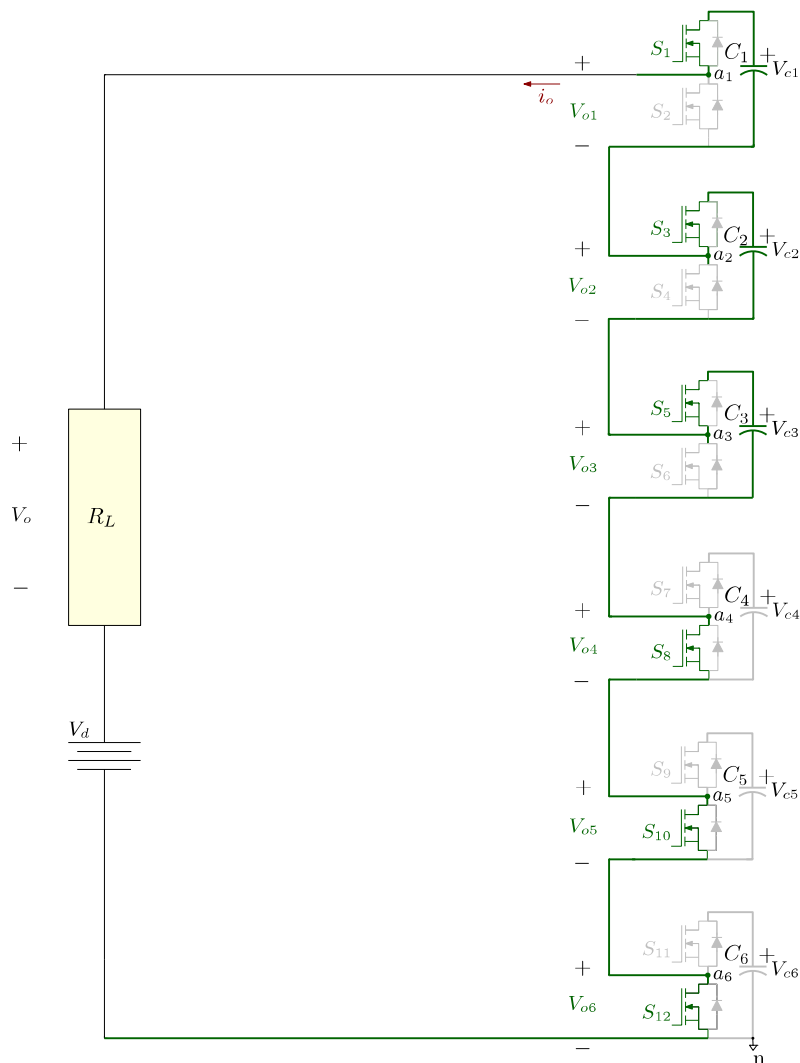 S1 C1 +
+ a1 Vc1
io
Vo1 S2
−
S3 C2 +
+ a2 Vc2
Vo2 S4
−
S5 C3 +
+ a3 Vc3
Vo3 S6
−
+
Vo RL
−
S7 C4 +
+ a4 Vc4
Vo4 S8
−
Vd
S9 C5 +
+ a5 Vc5
Vo5 S10
−
S11 C6 +
+ a6 Vc6
Vo6 S12
−
n